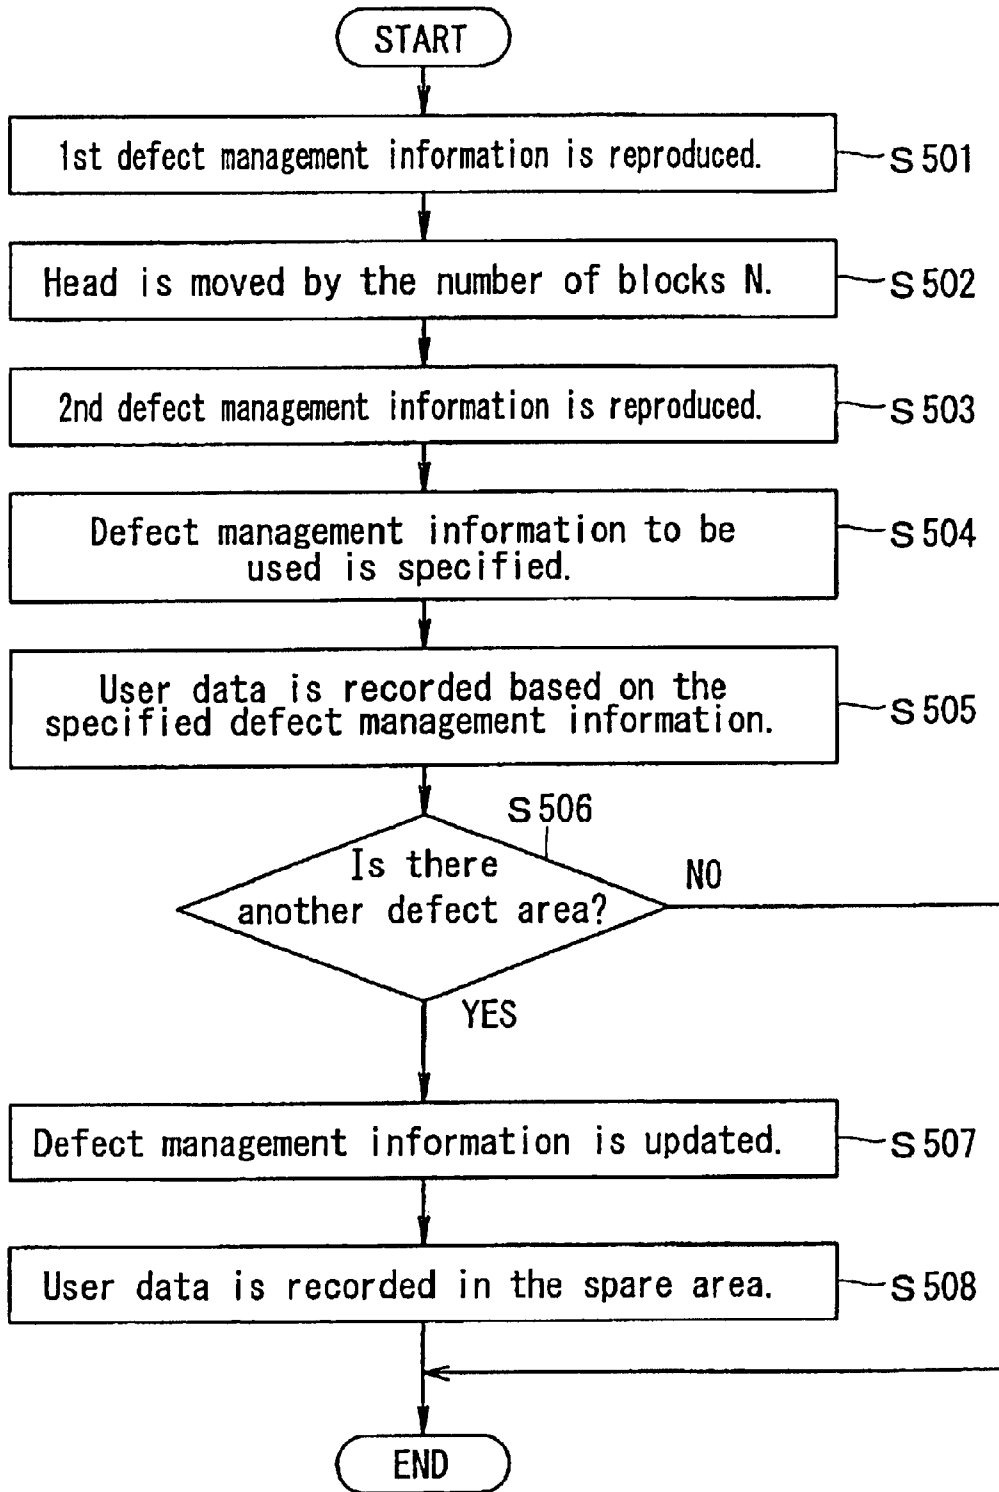 START
1st defect management information is reproduced.
S501
Head is moved by the number of blocks N.
S502
2nd defect management information is reproduced.
S503
Defect management information to be
used is specified.
S504
User data is recorded based on the
specified defect management information.
S505
S506
Is there
another defect area?
NO
YES
Defect management information is updated.
S507
User data is recorded in the spare area.
S508
END